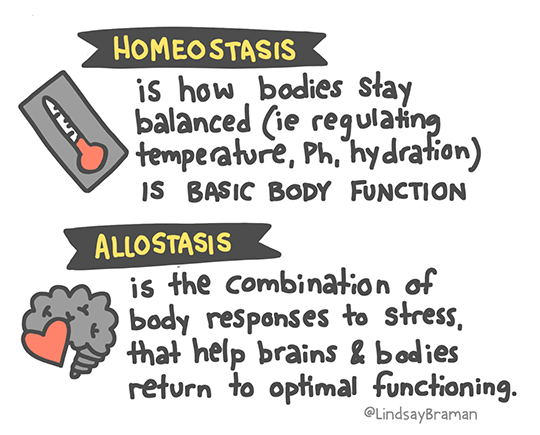 HOMEOSTASIS
is how bodies stay
balanced (ie regulating
temperature, Ph, hydration)
IS BASIC BODY FUNCTION
ALLOSTASIS
is the combination of
body responses to stress,
that help brains & bodies
return to optimal functioning.
@LindsayBraman